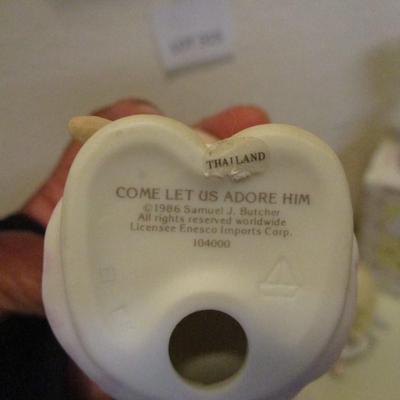 THAILAND
COME LET US ADORE HIM
©1986 Samuel J. Butcher
All rights reserved worldwide
Licensee Enesco Imports Corp.
104000